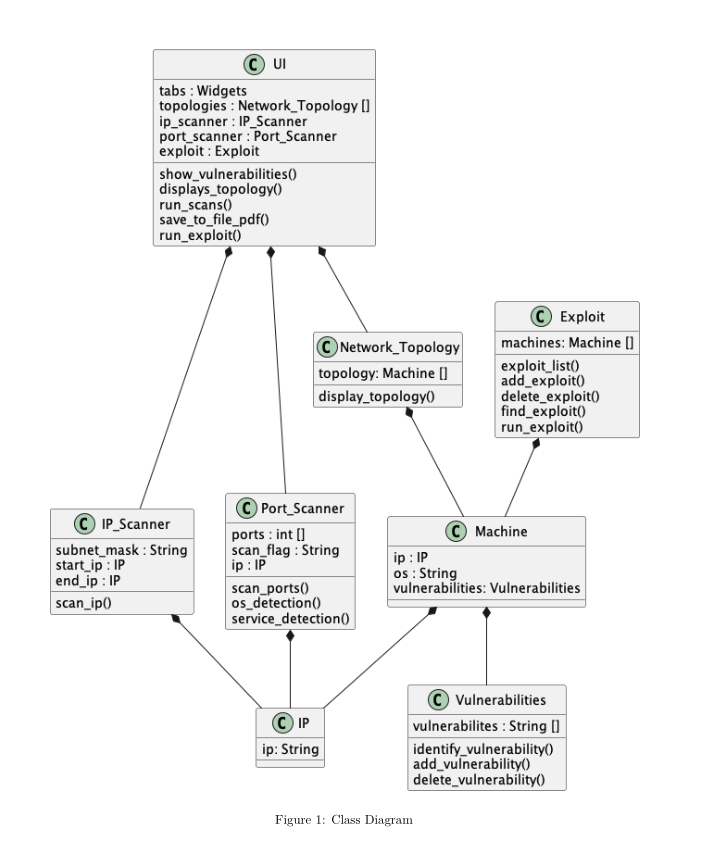 C UI
tabs : Widgets
topologies : Network_Topology []
ip_scanner : IP_Scanner
port_scanner : Port_Scanner
exploit : Exploit
show_vulnerabilities()
displays_topology()
run_scans()
save_to_file_pdf()
run_exploit()
C Exploit
machines: Machine []
exploit_list()
add_exploit()
delete_exploit()
find_exploit()
run_exploit()
C Network_Topology
topology: Machine []
display_topology()
C IP_Scanner
subnet_mask : String
start_ip : IP
end_ip : IP
scan_ip()
C Port_Scanner
ports : int []
scan_flag : String
ip : IP
scan_ports()
os_detection()
service_detection()
C Machine
ip : IP
os : String
vulnerabilities: Vulnerabilities
C IP
ip: String
C Vulnerabilities
vulnerabilites : String []
identify_vulnerability()
add_vulnerability()
delete_vulnerability()
Figure 1: Class Diagram